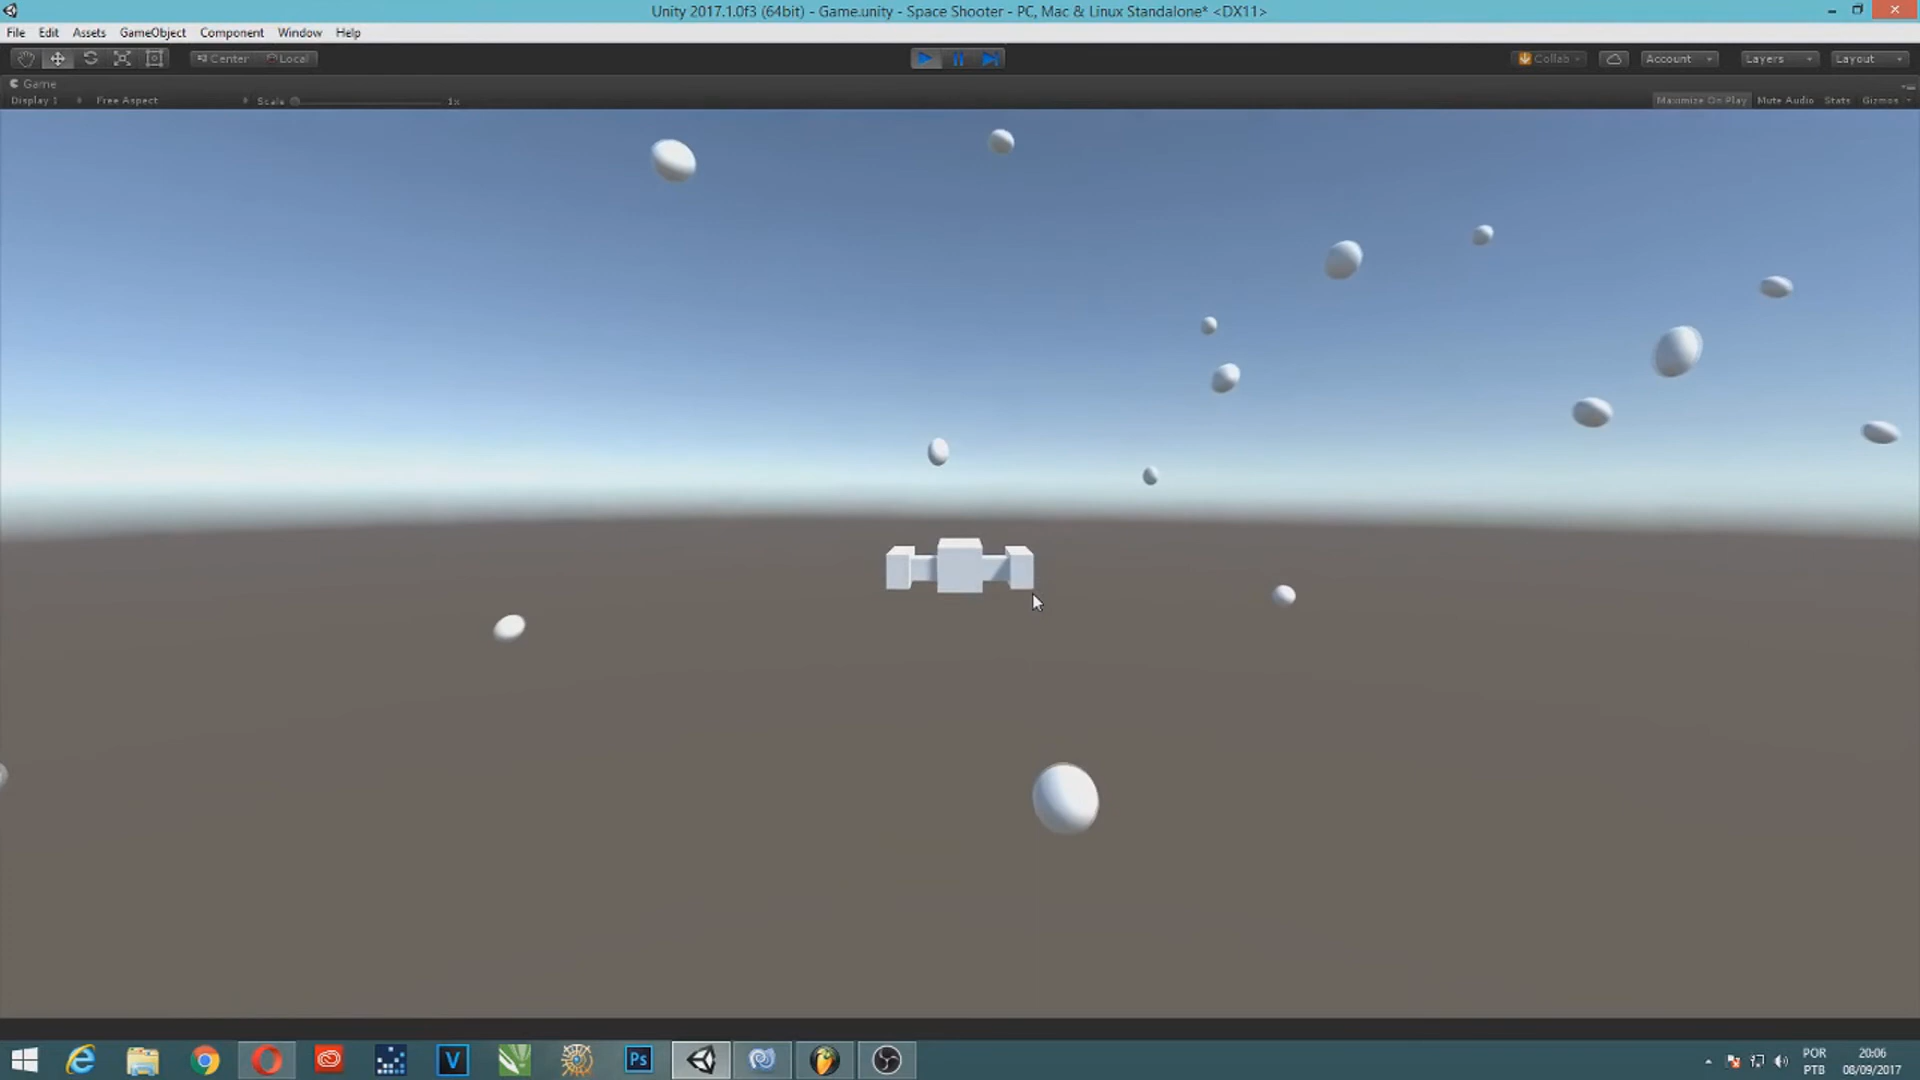 Unity 2017.1.0f3 (64bit) - Game.unity - Space Shooter - PC, Mac & Linux Standalone* <DX11>
File Edit Assets GameObject Component Window Help
Center Local Collab Account Layers Layout
Game
Display 1 Free Aspect Scale 1x Maximize On Play Mute Audio Stats Gizmos
V Ps POR 20:06
PTB 08/09/2017